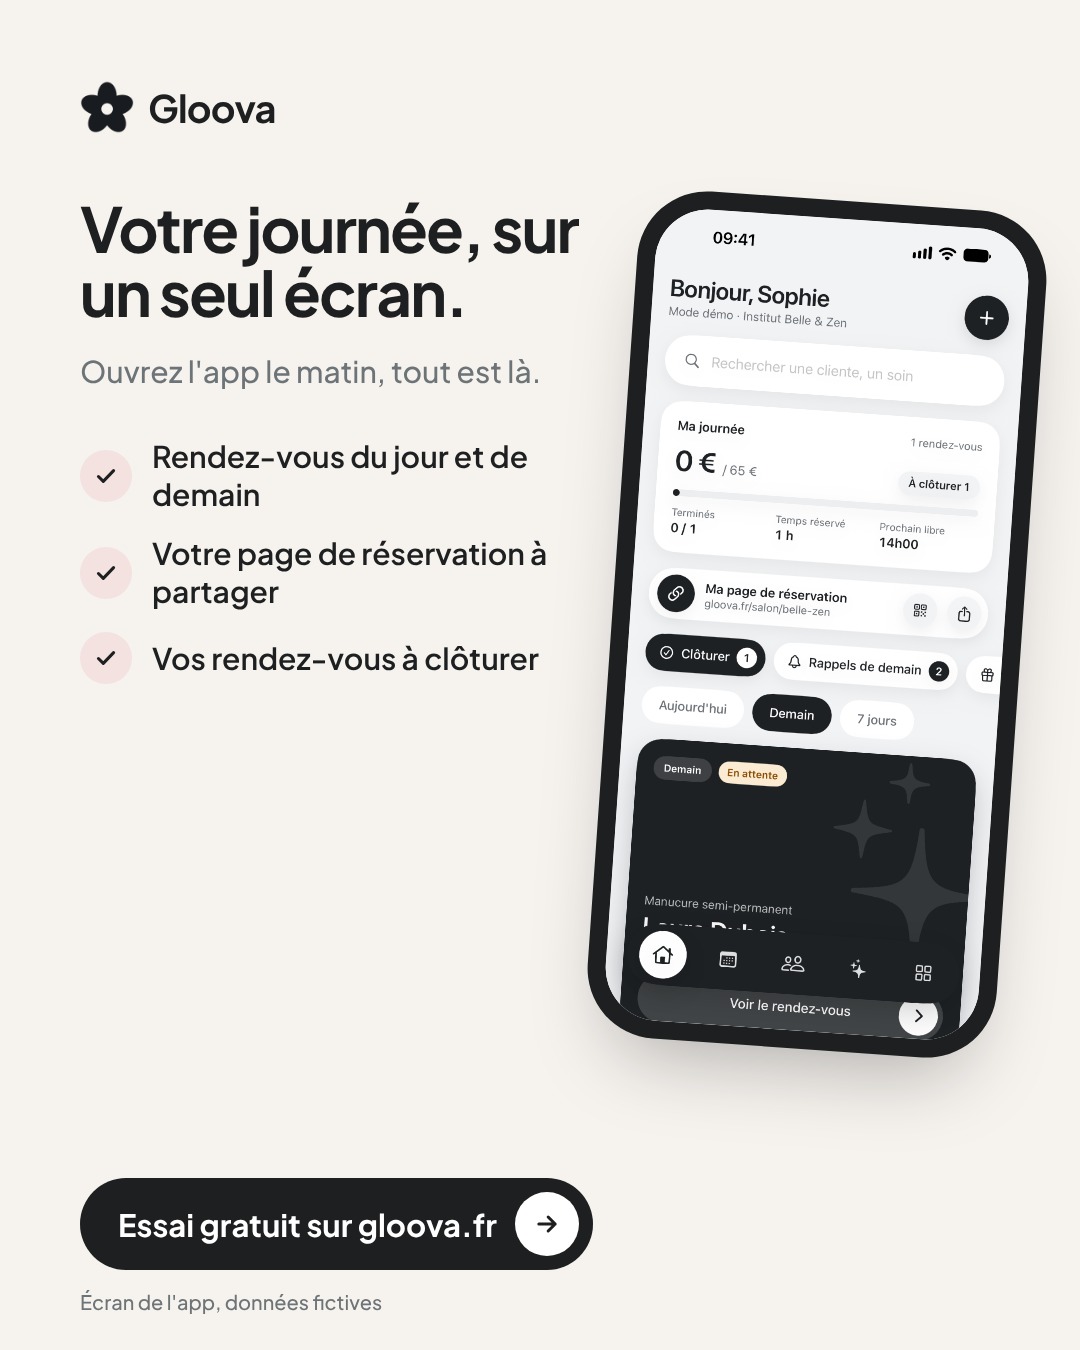 Gloova
Votre journée, sur
un seul écran.
Ouvrez l'app le matin, tout est là.
Rendez-vous du jour et de
demain
Votre page de réservation à
partager
Vos rendez-vous à clôturer
09:41
Bonjour, Sophie
Mode démo · Institut Belle & Zen
Rechercher une cliente, un soin
Ma journée
1 rendez-vous
0 € / 65 €
À clôturer 1
Terminés
0 / 1
Temps réservé
1 h
Prochain libre
14h00
Ma page de réservation
gloova.fr/salon/belle-zen
Clôturer 1
Rappels de demain 2
Aujourd'hui
Demain
7 jours
Demain
En attente
Manucure semi-permanent
Voir le rendez-vous
Essai gratuit sur gloova.fr
Écran de l'app, données fictives